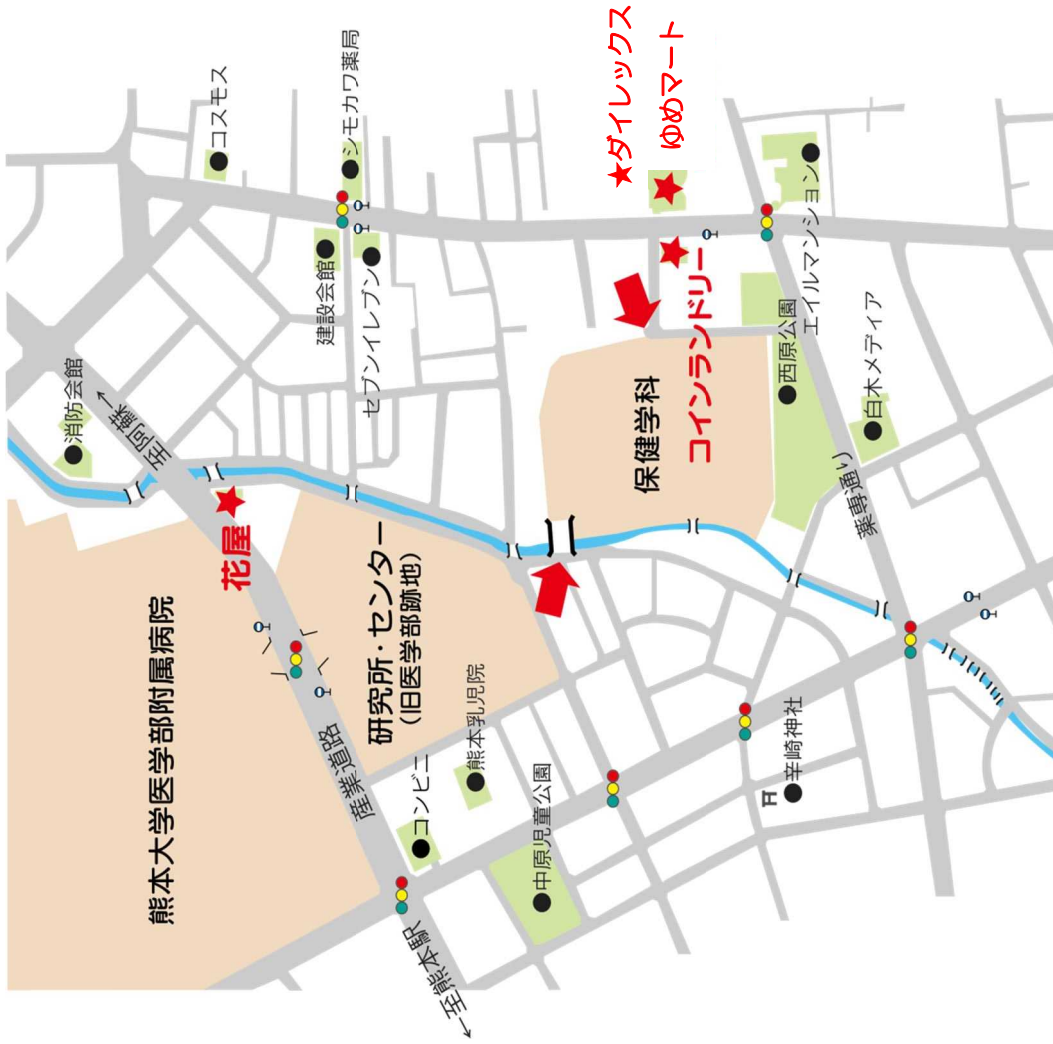 熊本大学医学部附属病院
消防会館
至阿蘇→
花屋
産業道路
研究所・センター
(旧医学部跡地)
コンビニ
←至熊本駅
熊本乳児院
中原児童公園
コスモス
シモカワ薬局
建設会館
セブンイレブン
★ダイレックス
ゆめマート
コインランドリー
保健学科
西原公園
エイルマンション
白木メディア
薬専通り
辛崎神社